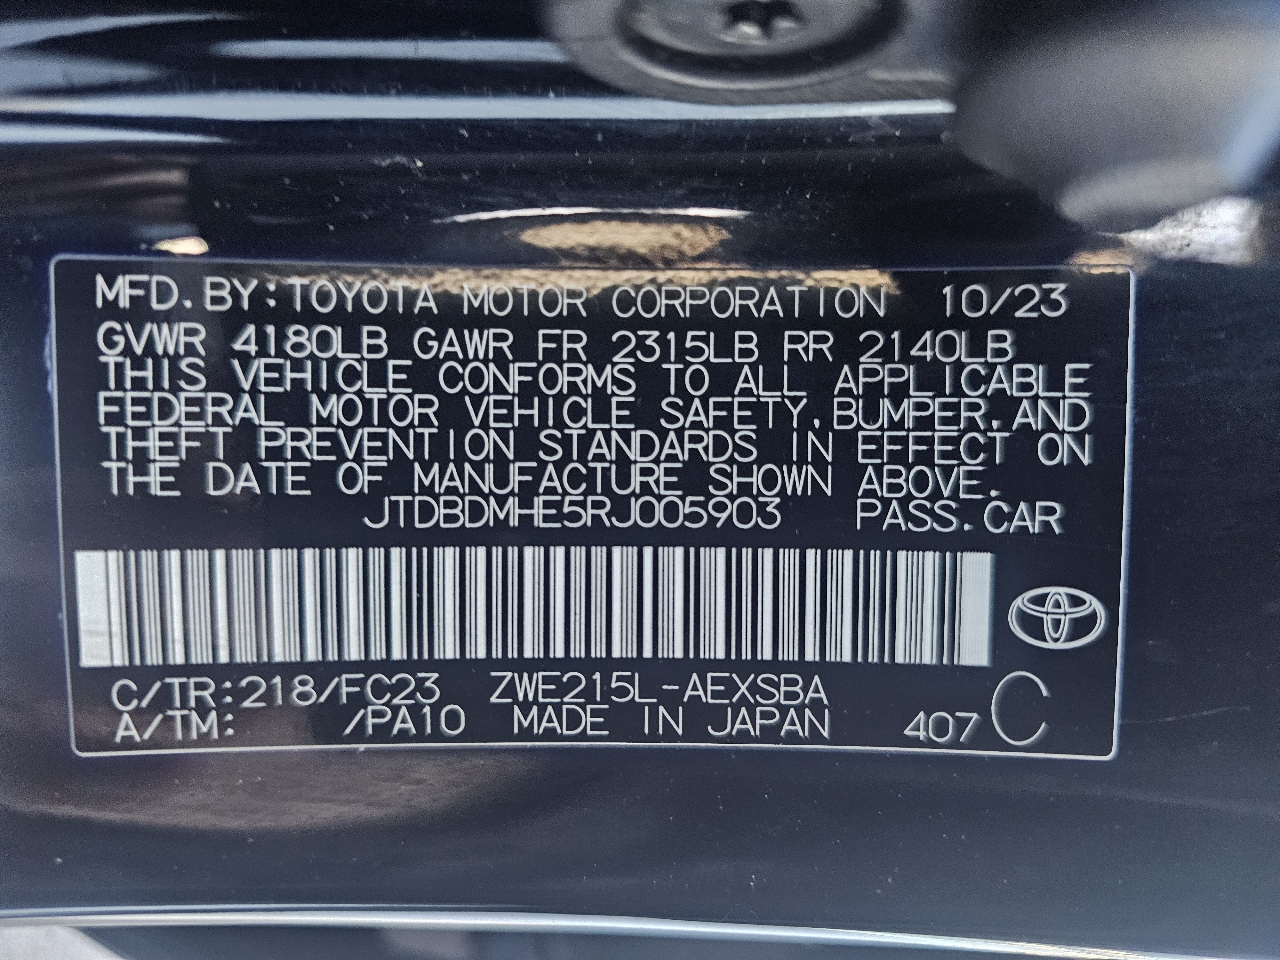 MFD. BY: TOYOTA MOTOR CORPORATION 10/23
GVWR 4180LB GAWR FR 2315LB RR 2140LB
THIS VEHICLE CONFORMS TO ALL APPLICABLE
FEDERAL MOTOR VEHICLE SAFETY, BUMPER, AND
THEFT PREVENTION STANDARDS IN EFFECT ON
THE DATE OF MANUFACTURE SHOWN ABOVE.
JTDBDMHE5RJ005903 PASS. CAR
C/TR: 218/FC23 ZWE215L-AEXSBA
A/TM: /PA10 MADE IN JAPAN 407 C